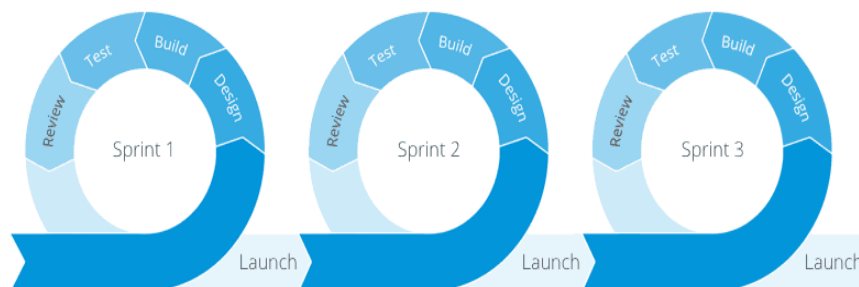 Sprint 1
Design
Build
Test
Review
Launch
Sprint 2
Design
Build
Test
Review
Launch
Sprint 3
Design
Build
Test
Review
Launch